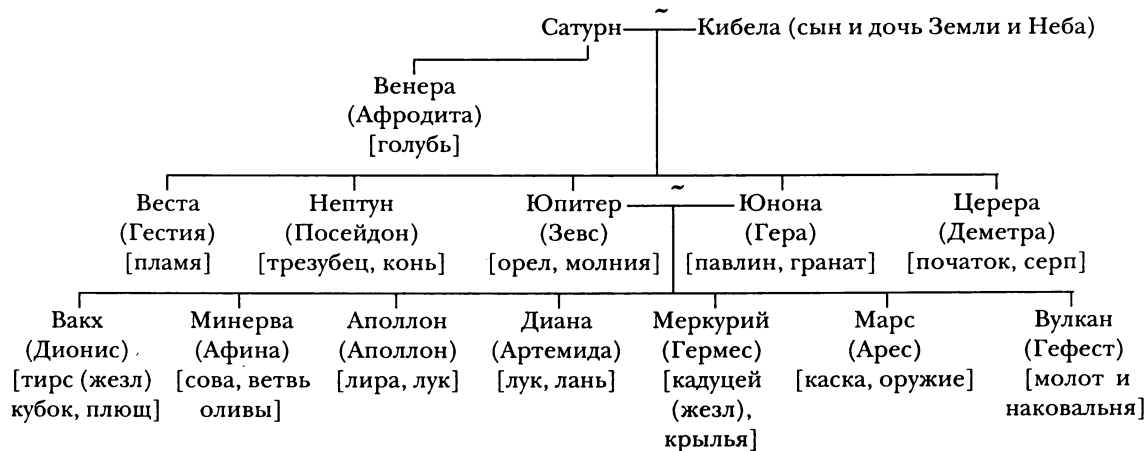 ~
Сатурн Кибела (сын и дочь Земли и Неба)
Венера
(Афродита)
[голубь]
~
Веста Нептун Юпитер Юнона Церера
(Гестия) (Посейдон) (Зевс) (Гера) (Деметра)
[пламя] [трезубец, конь] [орел, молния] [павлин, гранат] [початок, серп]
Вакх Минерва Аполлон Диана Меркурий Марс Вулкан
(Дионис) (Афина) (Аполлон) (Артемида) (Гермес) (Арес) (Гефест)
[тирс (жезл) [сова, ветвь [лира, лук] [лук, лань] [кадуцей [каска, оружие] [молот и
кубок, плющ] оливы] (жезл), наковальня]
крылья]